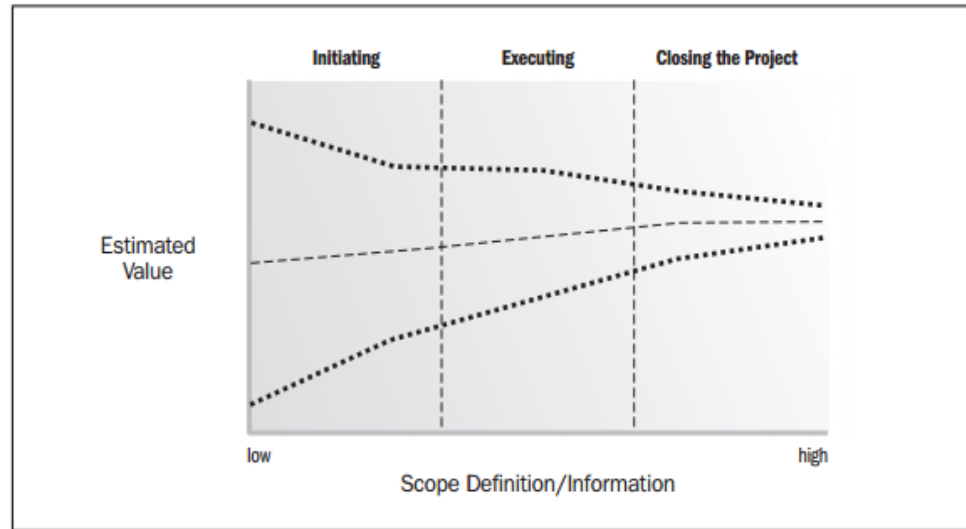 Initiating Executing Closing the Project
Estimated
Value
low high
Scope Definition/Information